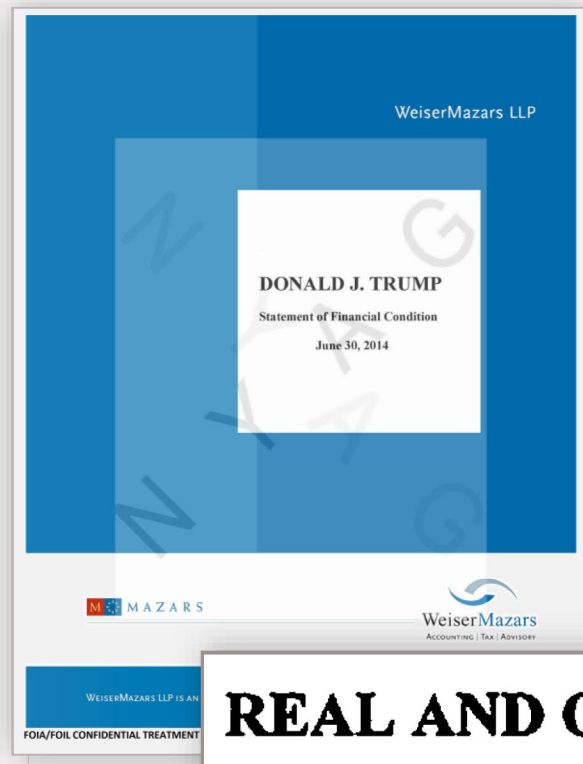 WeiserMazars LLP
DONALD J. TRUMP
Statement of Financial Condition
June 30, 2014
N Y A G
N Y A G
M MAZARS
WeiserMazars
ACCOUNTING | TAX | ADVISORY
WEISERMAZARS LLP IS AN
FOIA/FOIL CONFIDENTIAL TREATMENT
REAL AND